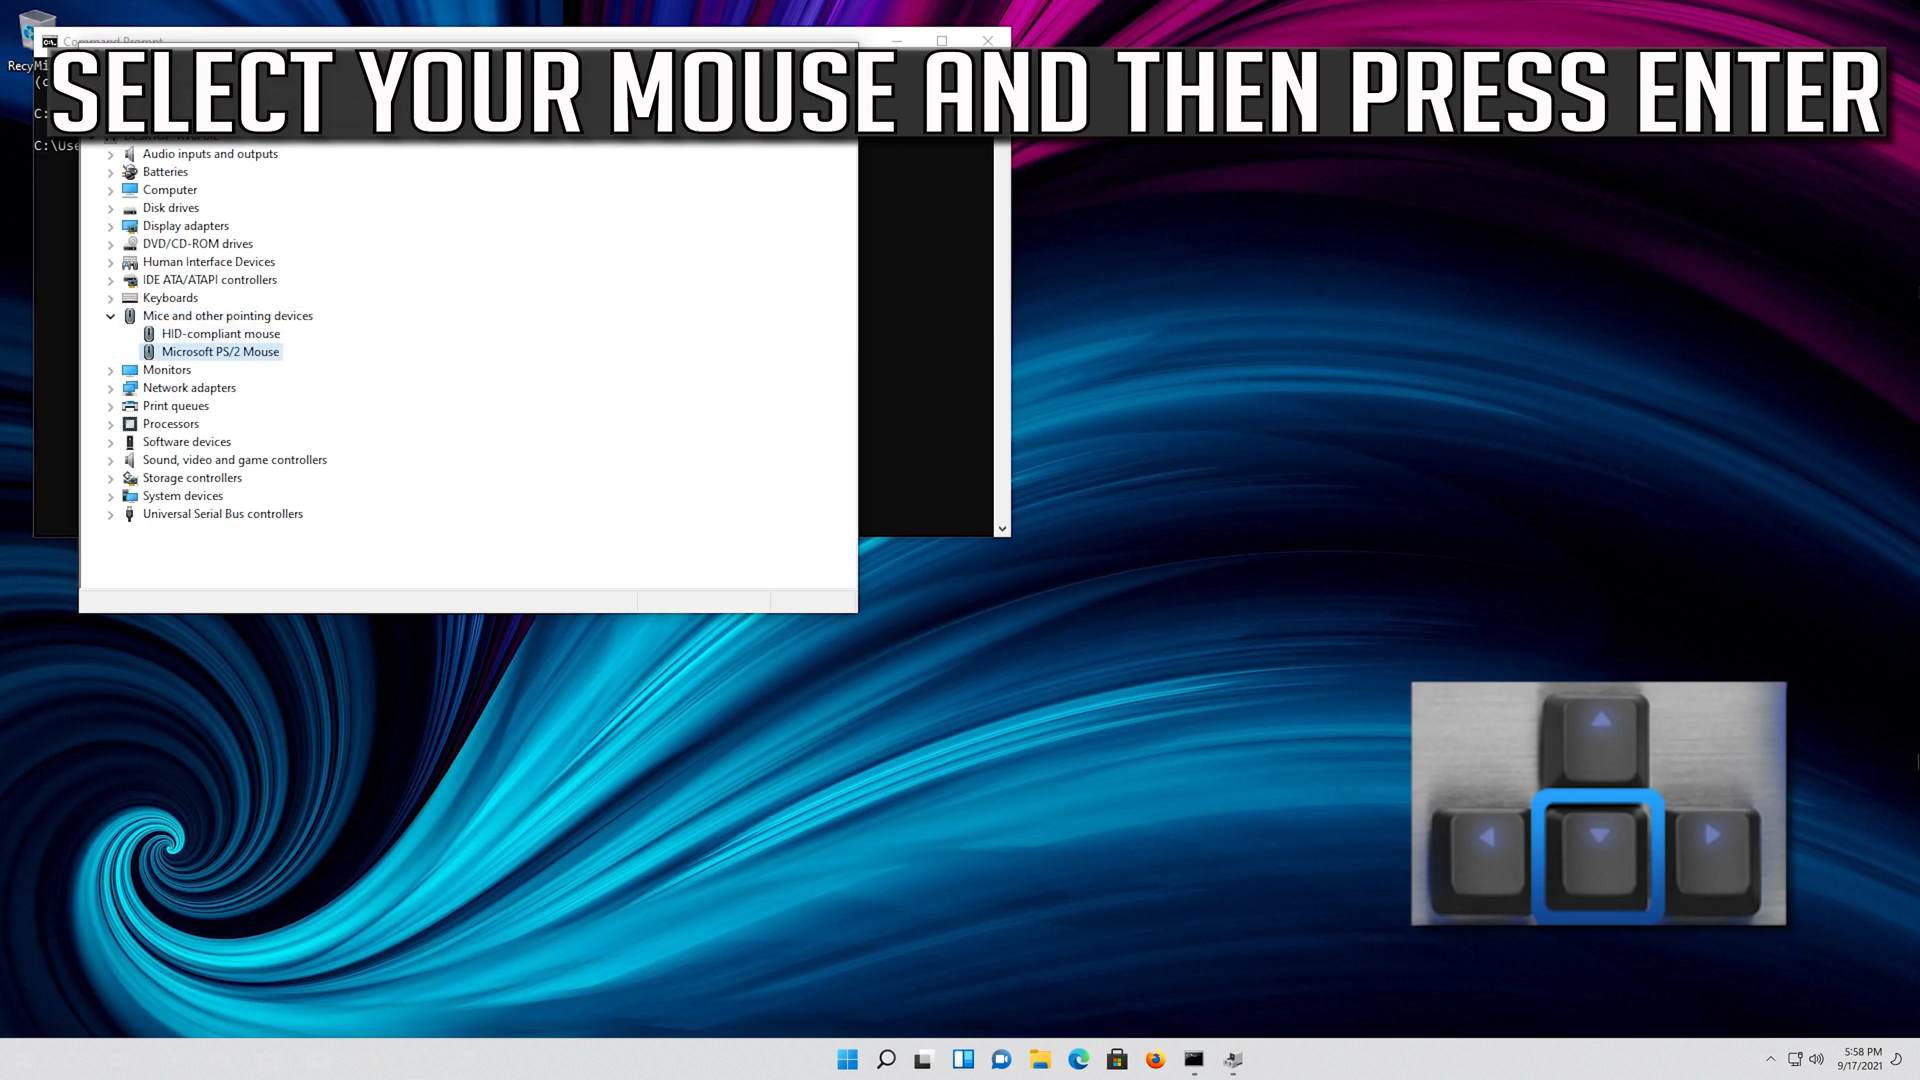 Command Prompt
SELECT YOUR MOUSE AND THEN PRESS ENTER
C:\Use
Audio inputs and outputs
Batteries
Computer
Disk drives
Display adapters
DVD/CD-ROM drives
Human Interface Devices
IDE ATA/ATAPI controllers
Keyboards
Mice and other pointing devices
HID-compliant mouse
Microsoft PS/2 Mouse
Monitors
Network adapters
Print queues
Processors
Software devices
Sound, video and game controllers
Storage controllers
System devices
Universal Serial Bus controllers
5:58 PM
9/17/2021